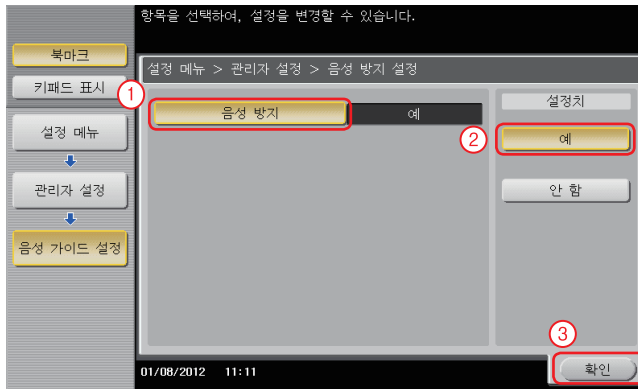 항목을 선택하여, 설정을 변경할 수 있습니다.
북마크
키패드 표시
설정 메뉴
관리자 설정
음성 가이드 설정
설정 메뉴 > 관리자 설정 > 음성 방지 설정
1
음성 방지
예
설정치
2
예
안 함
3
확인
01/08/2012 11:11